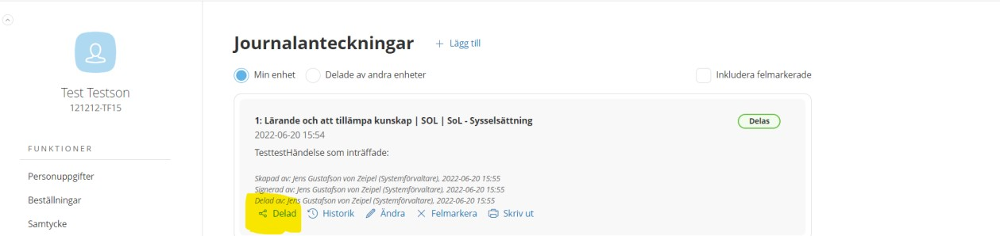 Test Testson
121212-TF15
FUNKTIONER
Personuppgifter
Beställningar
Samtycke
Journalanteckningar + Lägg till
Min enhet Delade av andra enheter Inkludera felmarkerade
1: Lärande och att tillämpa kunskap | SOL | SoL - Sysselsättning Delas
2022-06-20 15:54
TesttestHändelse som inträffade:
Skapad av: Jens Gustafson von Zeipel (Systemförvaltare), 2022-06-20 15:55
Signerad av: Jens Gustafson von Zeipel (Systemförvaltare), 2022-06-20 15:55
Delad av: Jens Gustafson von Zeipel (Systemförvaltare), 2022-06-20 15:55
Delad Historik Ändra Felmarkera Skriv ut